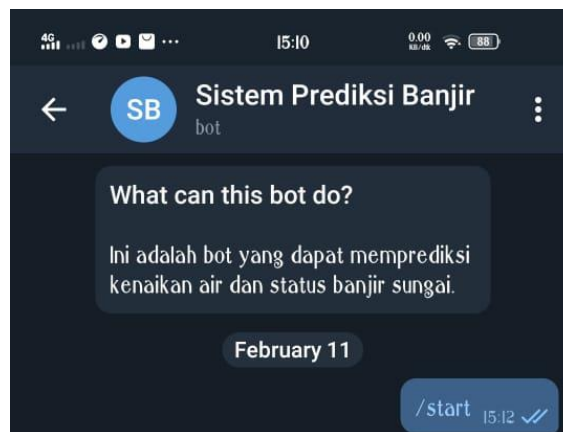 4G 15:10 0.00 KB/dtk 88
SB Sistem Prediksi Banjir
bot
What can this bot do?
Ini adalah bot yang dapat memprediksi
kenaikan air dan status banjir sungai.
February 11
/start 15:12